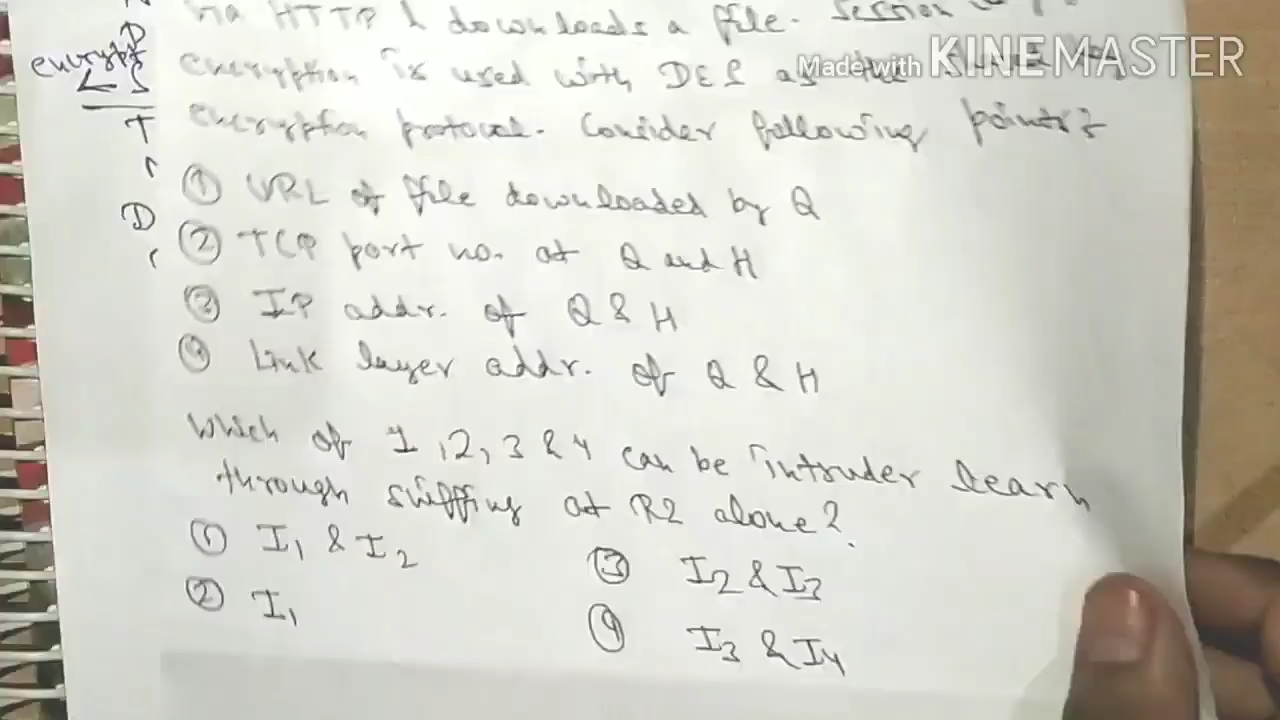 via HTTP & downloads a file. Session
encryption is used with DES as the
encryption protocol. Consider following points:
① URL of file downloaded by Q
② TCP port no. at Q and H
③ IP addr. of Q & H
④ Link layer addr. of Q & H
Which of 1, 2, 3 & 4 can be intruder learn
through sniffing at R2 alone?
① I1 & I2
② I1
③ I2 & I3
④ I3 & I4
encrypt
D
S
T
D
Made with KINEMASTER